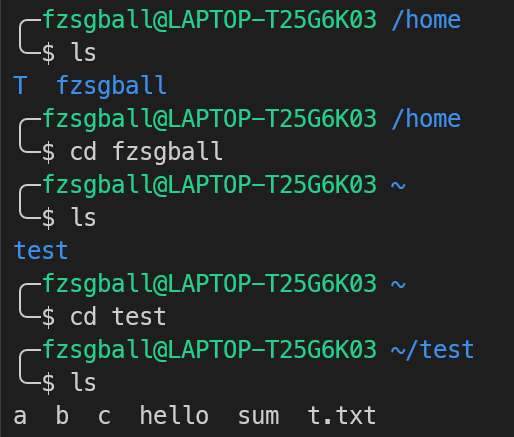 fzsgball@LAPTOP-T25G6K03 /home
$ ls
T  fzsgball
fzsgball@LAPTOP-T25G6K03 /home
$ cd fzsgball
fzsgball@LAPTOP-T25G6K03 ~
$ ls
test
fzsgball@LAPTOP-T25G6K03 ~
$ cd test
fzsgball@LAPTOP-T25G6K03 ~/test
$ ls
a  b  c  hello  sum  t.txt